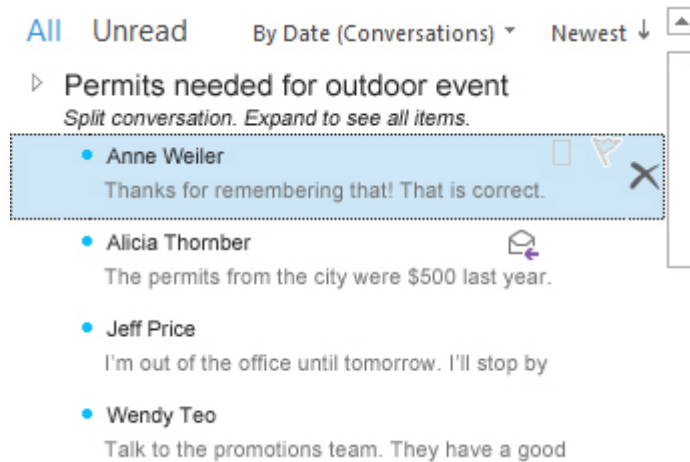 All Unread By Date (Conversations) Newest
Permits needed for outdoor event
Split conversation. Expand to see all items.
Anne Weiler
Thanks for remembering that! That is correct.
Alicia Thornber
The permits from the city were $500 last year.
Jeff Price
I'm out of the office until tomorrow. I'll stop by
Wendy Teo
Talk to the promotions team. They have a good